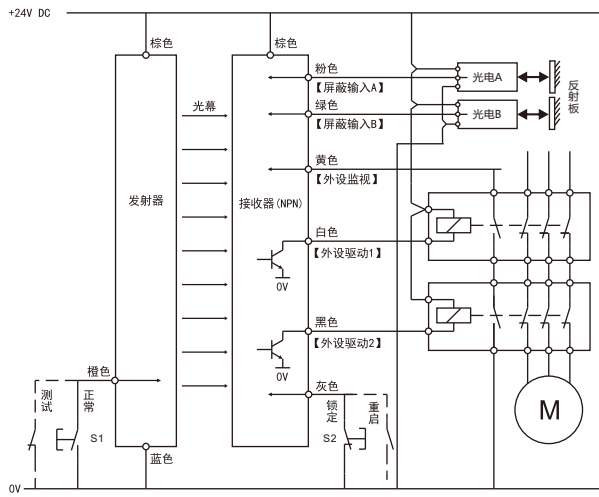 +24V DC
棕色
棕色
粉色
【屏蔽输入A】
光电A
反射板
光幕
绿色
【屏蔽输入B】
光电B
黄色
【外设监视】
发射器
接收器(NPN)
白色
【外设驱动1】
0V
黑色
【外设驱动2】
0V
橙色
灰色
测试
正常
锁定
重启
S1
S2
M
蓝色
0V